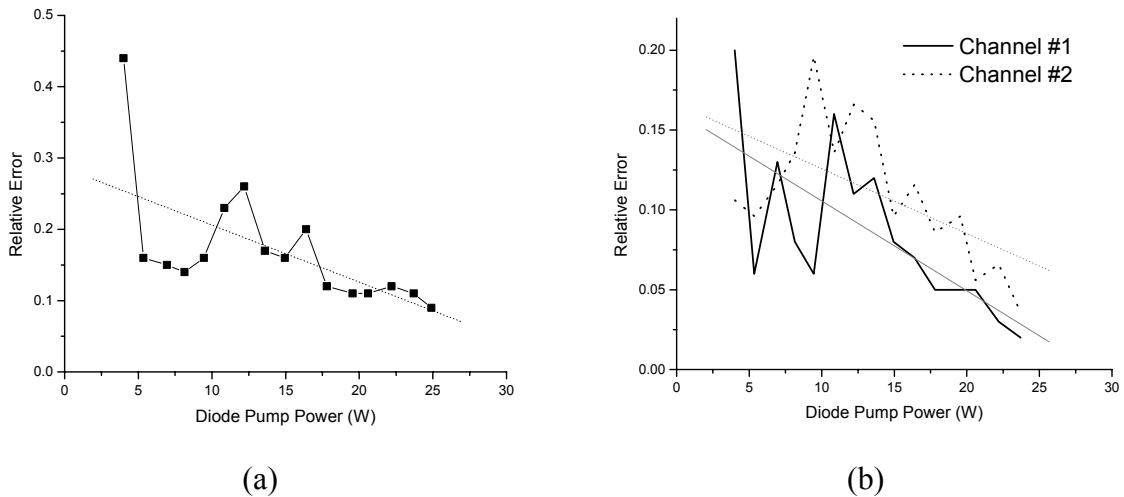 0.5
0.4
0.3
0.2
0.1
0.0
Relative Error
0 5 10 15 20 25 30
Diode Pump Power (W)
(a)
Channel #1
Channel #2
0.20
0.15
0.10
0.05
0.00
Relative Error
0 5 10 15 20 25 30
Diode Pump Power (W)
(b)